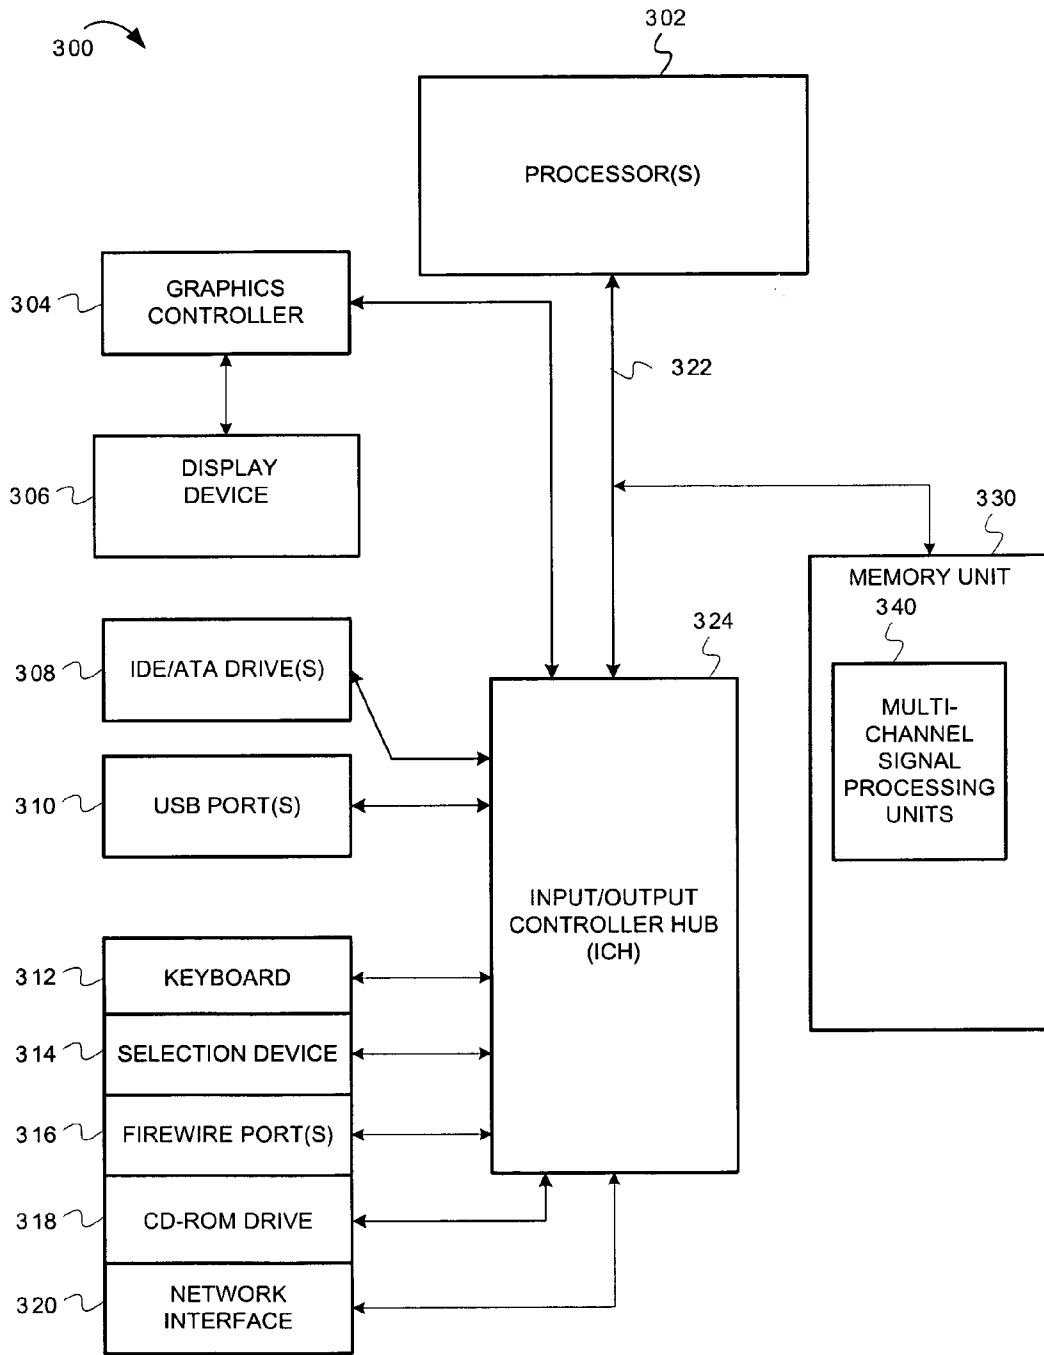 300
302
PROCESSOR(S)
304
GRAPHICS
CONTROLLER
322
306
DISPLAY
DEVICE
330
MEMORY UNIT
340
MULTI-
CHANNEL
SIGNAL
PROCESSING
UNITS
308
IDE/ATA DRIVE(S)
324
310
USB PORT(S)
INPUT/OUTPUT
CONTROLLER HUB
(ICH)
312
KEYBOARD
314
SELECTION DEVICE
316
FIREWIRE PORT(S)
318
CD-ROM DRIVE
320
NETWORK
INTERFACE